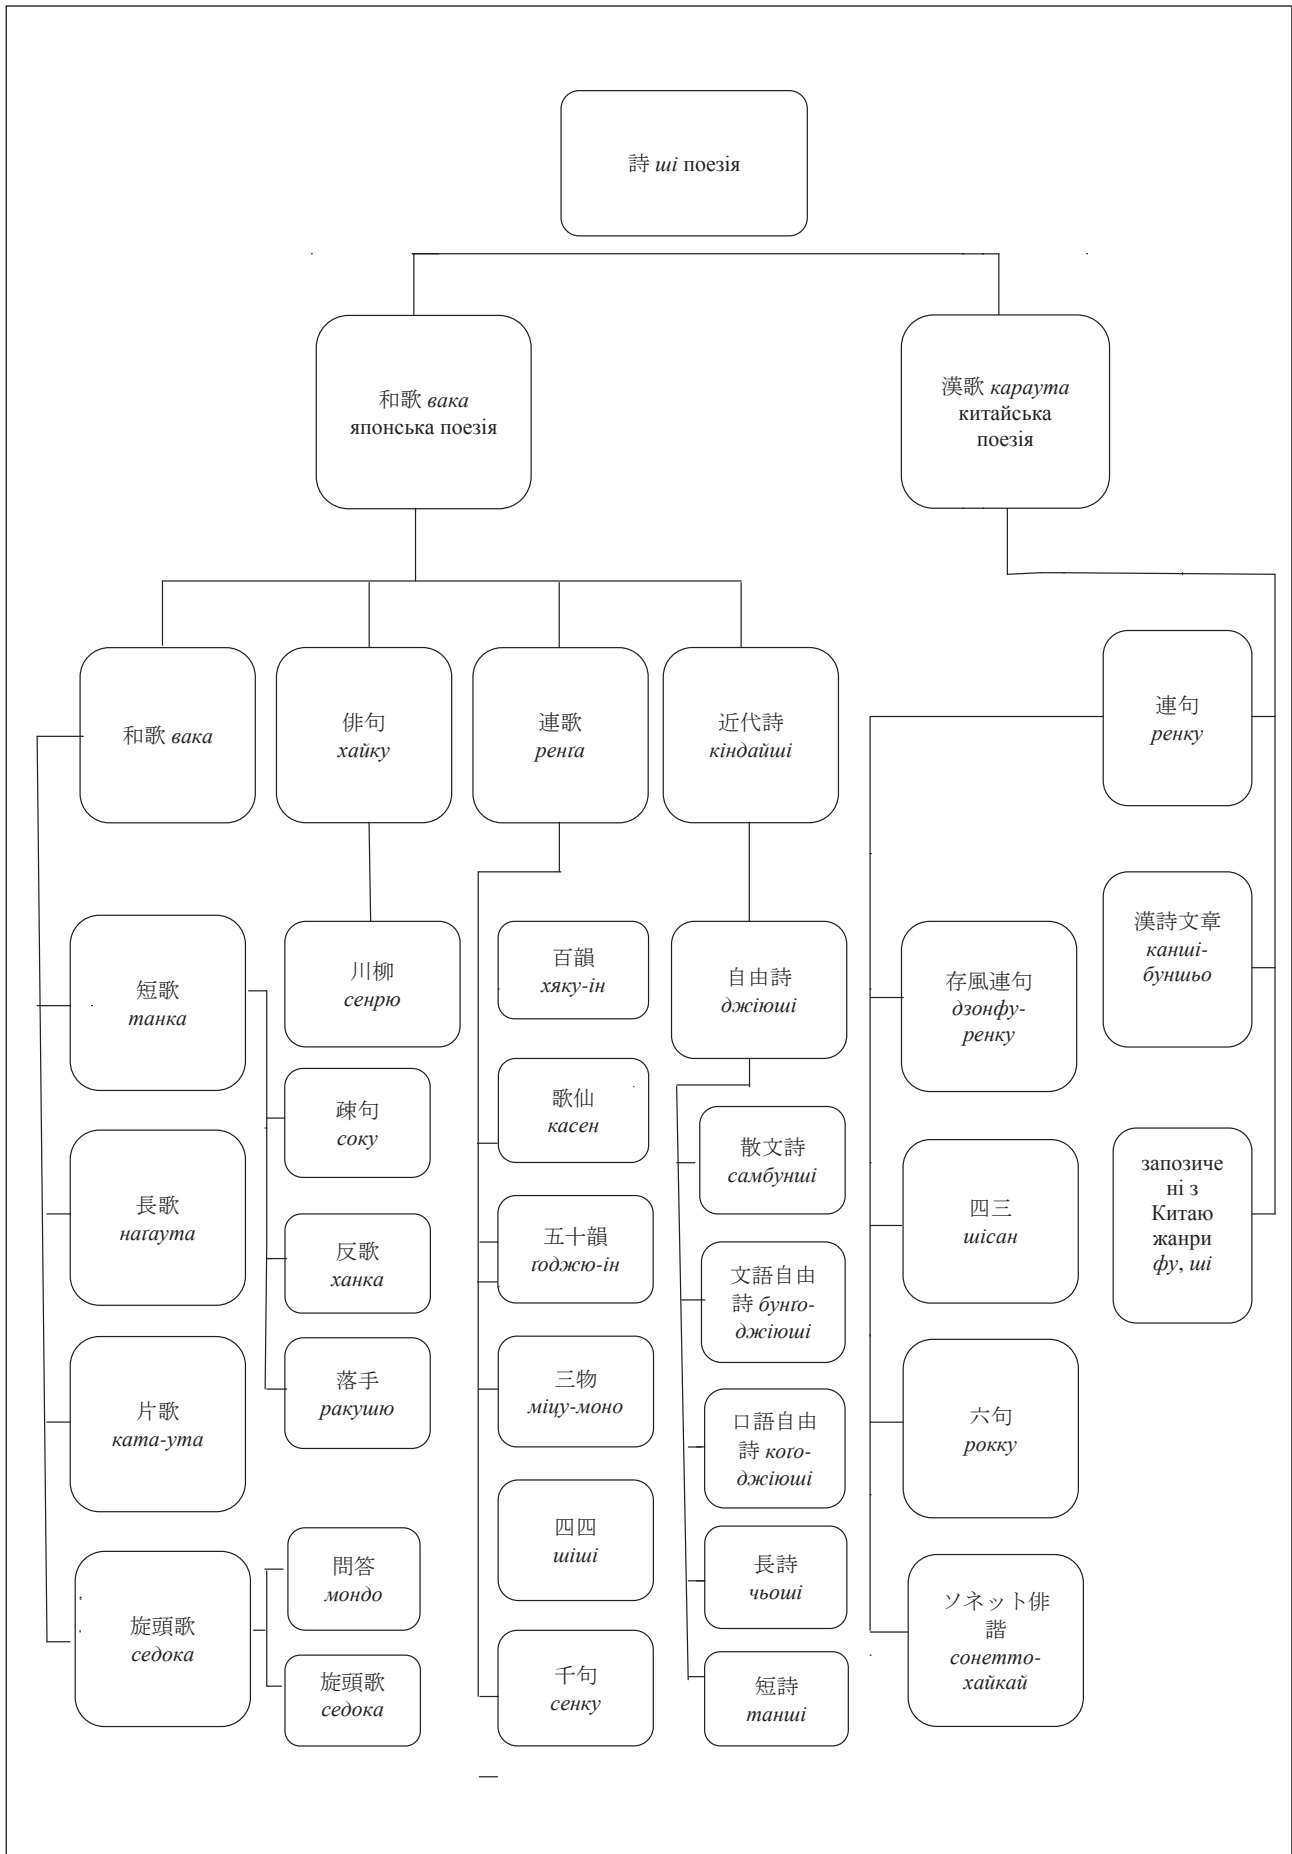 詩 ші поезія
和歌 вака
японська поезія
漢歌 караута
китайська
поезія
和歌 вака
俳句
хайку
連歌
ренґа
近代詩
кіндайші
連句
ренку
短歌
танка
長歌
наґаута
片歌
ката-ута
旋頭歌
седока
川柳
сенрю
疎句
соку
反歌
ханка
落手
ракушю
問答
мондо
旋頭歌
седока
百韻
хяку-ін
歌仙
касен
五十韻
ґоджю-ін
三物
міцу-моно
四四
шіші
千句
сенку
自由詩
джіюші
散文詩
самбунші
文語自由
詩 бунґо-
джіюші
口語自由
詩 коґо-
джіюші
長詩
чьоші
短詩
танші
存風連句
дзонфу-
ренку
四三
шісан
六句
рокку
ソネット俳
諧
сонетто-
хайкай
漢詩文章
канші-
буншьо
запозиче
ні з
Китаю
жанри
фу, ші